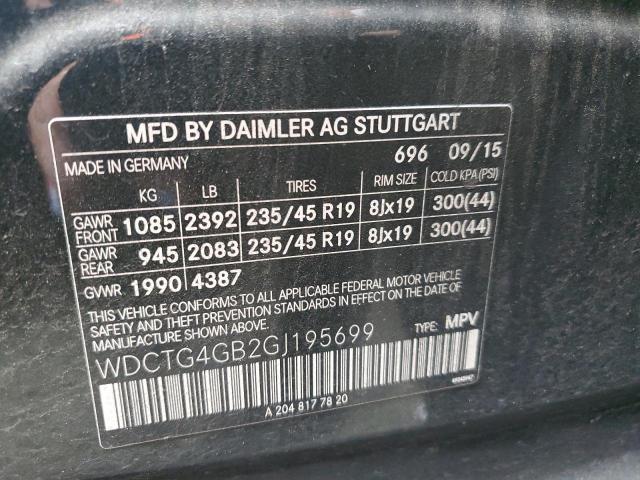 MFD BY DAIMLER AG STUTTGART
MADE IN GERMANY 696 09/15
KG LB TIRES RIM SIZE COLD KPA(PSI)
GAWR FRONT 1085 2392 235/45 R19 8Jx19 300(44)
GAWR REAR 945 2083 235/45 R19 8Jx19 300(44)
GVWR 1990 4387
THIS VEHICLE CONFORMS TO ALL APPLICABLE FEDERAL MOTOR VEHICLE
SAFETY AND THEFT PREVENTION STANDARDS IN EFFECT ON THE DATE OF
MANUFACTURE SHOWN ABOVE.
WDCTG4GB2GJ195699 TYPE: MPV
A 204 817 78 20